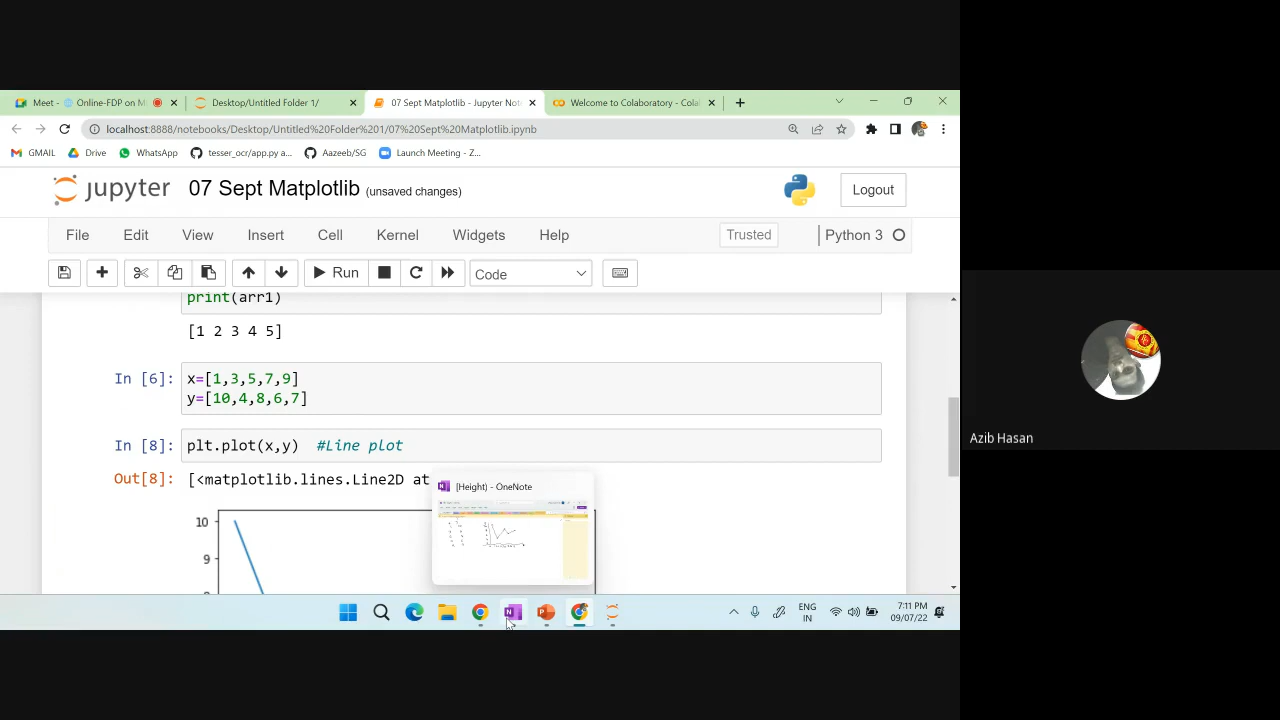 Meet - Online-FDP on M
Desktop/Untitled Folder 1/
07 Sept Matplotlib - Jupyter Not
Welcome to Colaboratory - Cola
localhost:8888/notebooks/Desktop/Untitled%20Folder%201/07%20Sept%20Matplotlib.ipynb
GMAIL
Drive
WhatsApp
tesser_ocr/app.py a...
Aazeeb/SG
Launch Meeting - Z...
jupyter 07 Sept Matplotlib (unsaved changes)
Logout
File Edit View Insert Cell Kernel Widgets Help
Trusted
Python 3
Run
Code
print(arr1)
[1 2 3 4 5]
In [6]: x=[1,3,5,7,9]
y=[10,4,8,6,7]
In [8]: plt.plot(x,y) #Line plot
Out[8]: [<matplotlib.lines.Line2D at
[Height) - OneNote
10
9
ENG
IN
7:11 PM
09/07/22
Azib Hasan